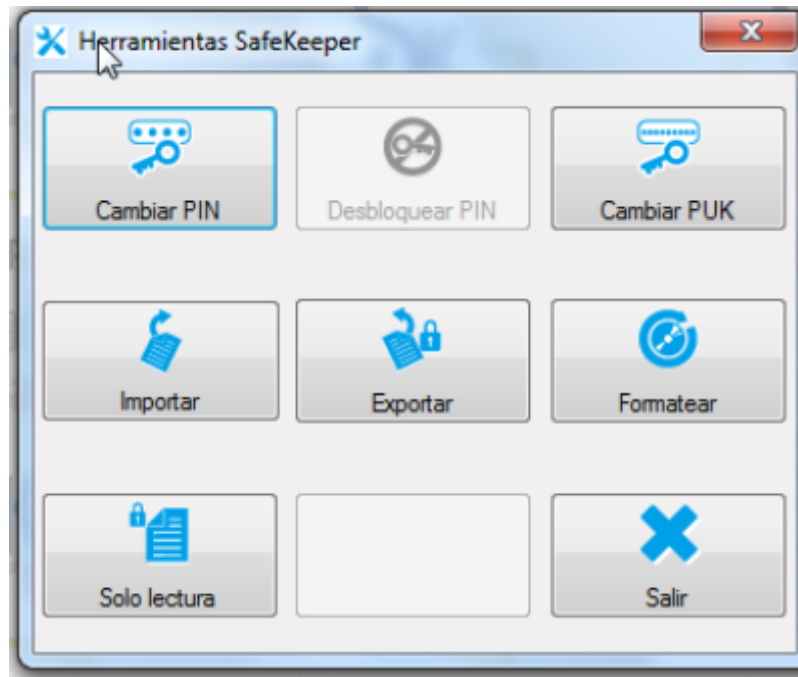 Herramientas SafeKeeper
Cambiar PIN
Desbloquear PIN
Cambiar PUK
Importar
Exportar
Formatear
Solo lectura
Salir